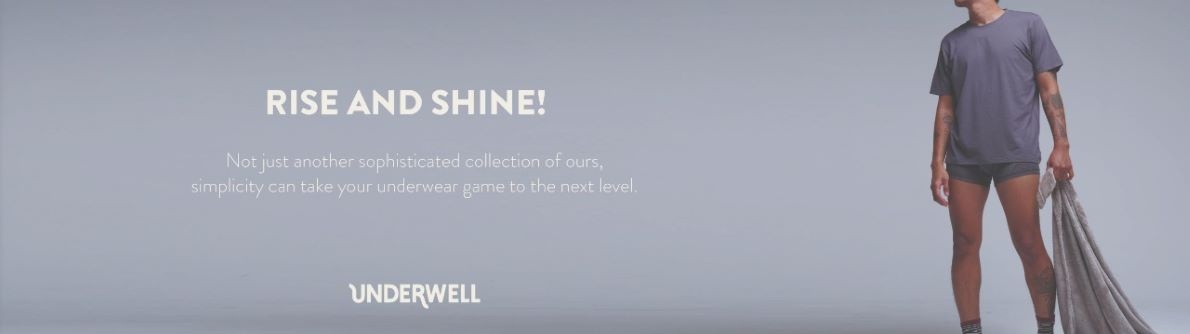 RISE AND SHINE!
Not just another sophisticated collection of ours,
simplicity can take your underwear game to the next level.
UNDERWELL